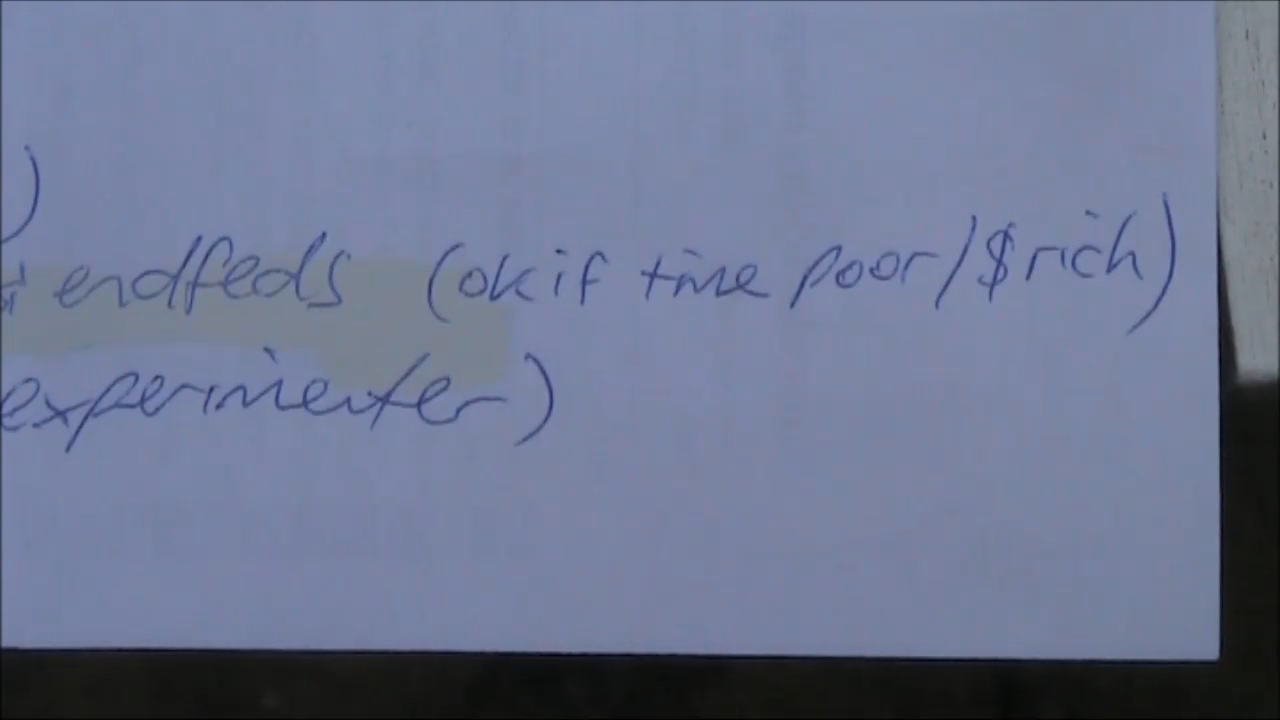 )
endfeds (ok if time poor/$rich)
experimenter)